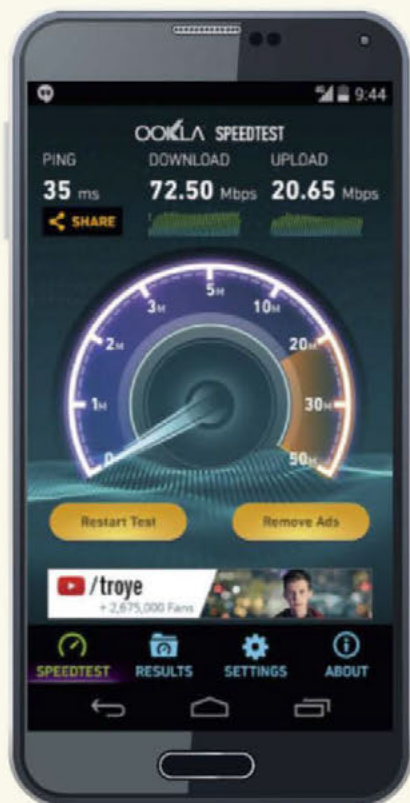 9:44
OOKLA SPEEDTEST
PING DOWNLOAD UPLOAD
35 ms 72.50 Mbps 20.65 Mbps
SHARE
5M
3M 10M
2M 20M
1M 30M
0 50M
Restart Test Remove Ads
/troye
+ 2,675,000 Fans
SPEEDTEST RESULTS SETTINGS ABOUT